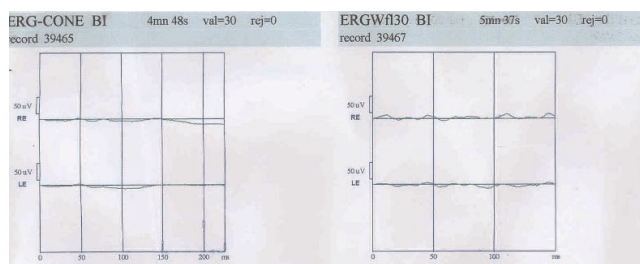 ERG-CONE BI 4mn 48s val=30 rej=0
record 39465
50 uV
RE
50 uV
LE
0 50 100 150 200 ms
ERGWfl30 BI 5mn 37s val=30 rej=0
record 39467
50 uV
RE
50 uV
LE
0 50 100 ms